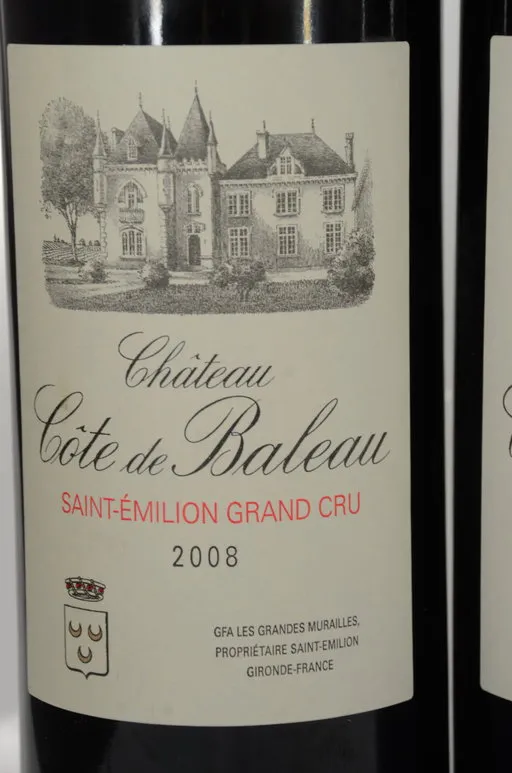 Château
Côte de Baleau
SAINT-ÉMILION GRAND CRU
2008
GFA LES GRANDES MURAILLES,
PROPRIÉTAIRE SAINT-EMILION
GIRONDE-FRANCE